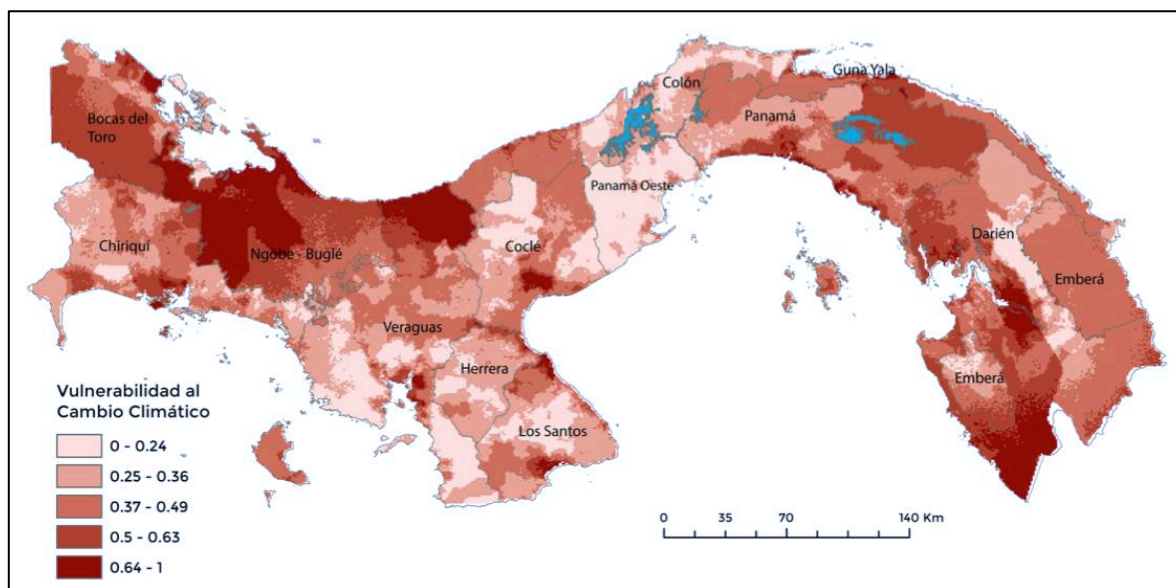 Guna Yala
Colón
Bocas del
Toro
Panamá
Panamá Oeste
Darién
Chiriquí
Ngöbe - Buglé
Coclé
Emberá
Veraguas
Herrera
Emberá
Los Santos
Vulnerabilidad al
Cambio Climático
0 - 0.24
0.25 - 0.36
0.37 - 0.49
0.5 - 0.63
0.64 - 1
0 35 70 140 Km